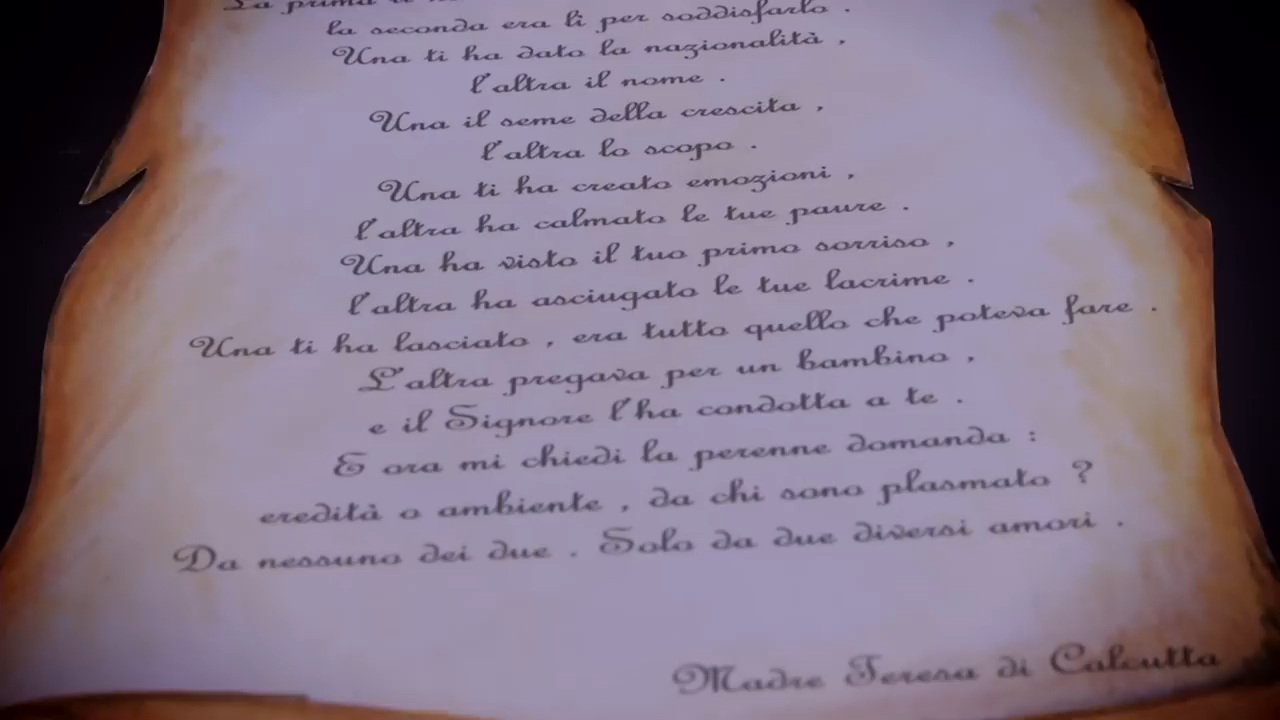 La prima ti
la seconda era lì per soddisfarlo .
Una ti ha dato la nazionalità ,
l'altra il nome .
Una il seme della crescita ,
l'altra lo scopo .
Una ti ha creato emozioni ,
l'altra ha calmato le tue paure .
Una ha visto il tuo primo sorriso ,
l'altra ha asciugato le tue lacrime .
Una ti ha lasciato , era tutto quello che poteva fare .
L'altra pregava per un bambino ,
e il Signore l'ha condotta a te .
E ora mi chiedi la perenne domanda :
eredità o ambiente , da chi sono plasmato ?
Da nessuno dei due . Solo da due diversi amori .
Madre Teresa di Calcutta